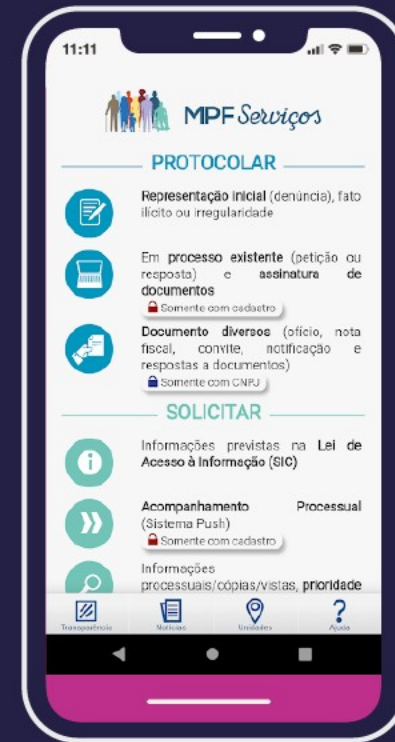 11:11
MPF Serviços
PROTOCOLAR
Representação inicial (denúncia), fato
ilícito ou irregularidade
Em processo existente (petição ou
resposta) e assinatura de
documentos
Somente com cadastro
Documento diversos (ofício, nota
fiscal, convite, notificação e
respostas a documentos)
Somente com CNPJ
SOLICITAR
Informações previstas na Lei de
Acesso à Informação (SIC)
Acompanhamento Processual
(Sistema Push)
Somente com cadastro
Informações
processuais/cópias/vistas, prioridade
Transparência Notícias Unidades Ajuda